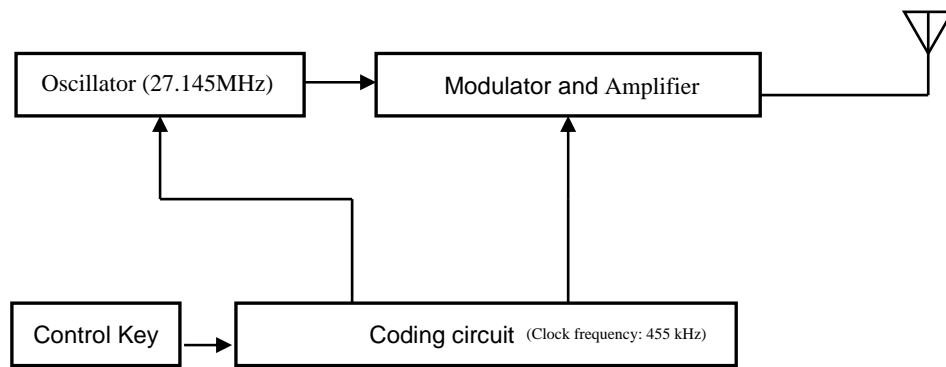 Oscillator (27.145MHz)
Modulator and Amplifier
Control Key
Coding circuit (Clock frequency: 455 kHz)